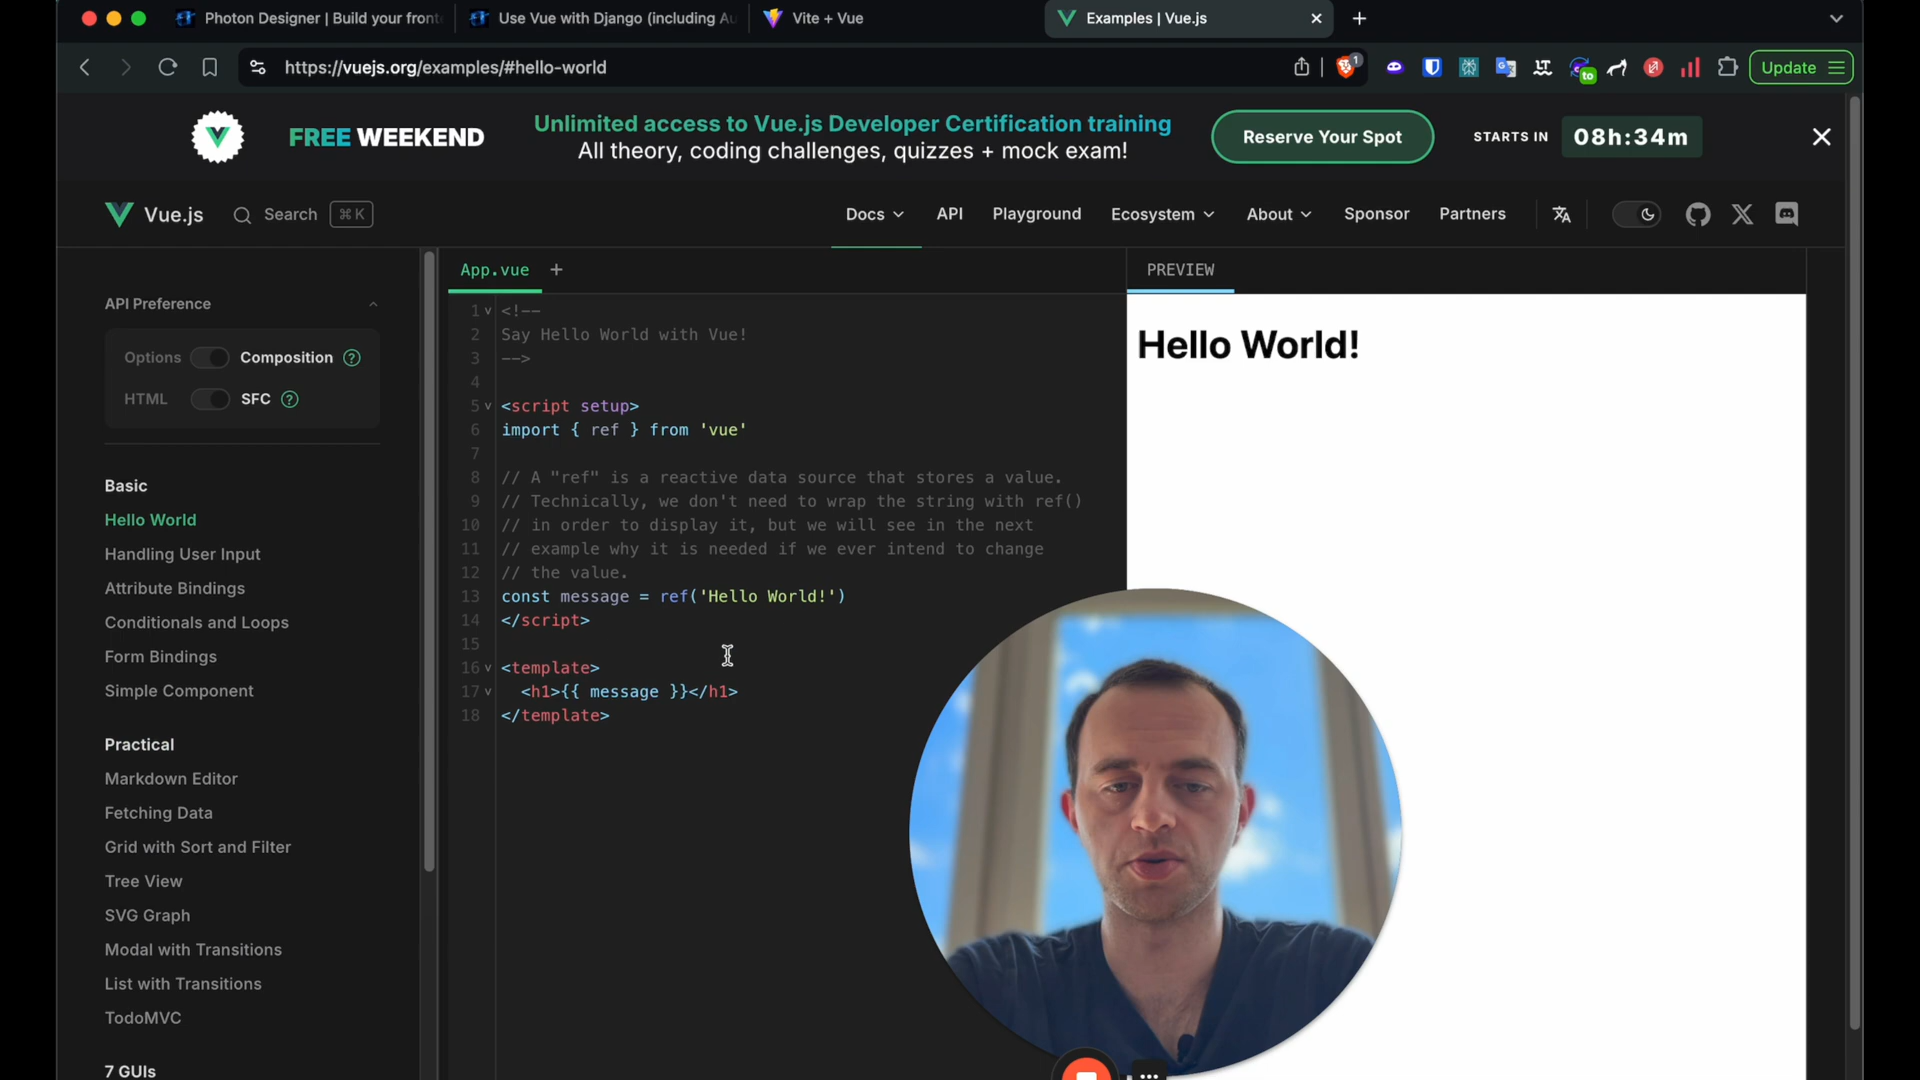 Photon Designer | Build your front
Use Vue with Django (including Au
Vite + Vue
Examples | Vue.js
https://vuejs.org/examples/#hello-world
1
to
Update
FREE WEEKEND
Unlimited access to Vue.js Developer Certification training
All theory, coding challenges, quizzes + mock exam!
Reserve Your Spot
STARTS IN
08h:34m
Vue.js
Search
⌘ K
Docs
API
Playground
Ecosystem
About
Sponsor
Partners
API Preference
Options
Composition
?
HTML
SFC
?
Basic
Hello World
Handling User Input
Attribute Bindings
Conditionals and Loops
Form Bindings
Simple Component
Practical
Markdown Editor
Fetching Data
Grid with Sort and Filter
Tree View
SVG Graph
Modal with Transitions
List with Transitions
TodoMVC
7 GUIs
App.vue +
1 <!--
2 Say Hello World with Vue!
3 -->
4
5 <script setup>
6 import { ref } from 'vue'
7
8 // A "ref" is a reactive data source that stores a value.
9 // Technically, we don't need to wrap the string with ref()
10 // in order to display it, but we will see in the next
11 // example why it is needed if we ever intend to change
12 // the value.
13 const message = ref('Hello World!')
14 </script>
15
16 <template>
17 <h1>{{ message }}</h1>
18 </template>
PREVIEW
Hello World!